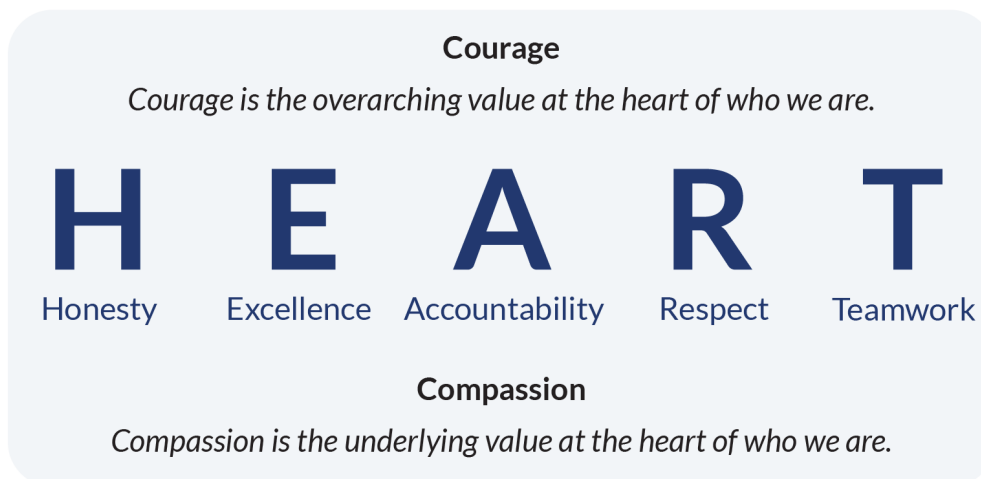 Courage
Courage is the overarching value at the heart of who we are.
H E A R T
Honesty Excellence Accountability Respect Teamwork
Compassion
Compassion is the underlying value at the heart of who we are.